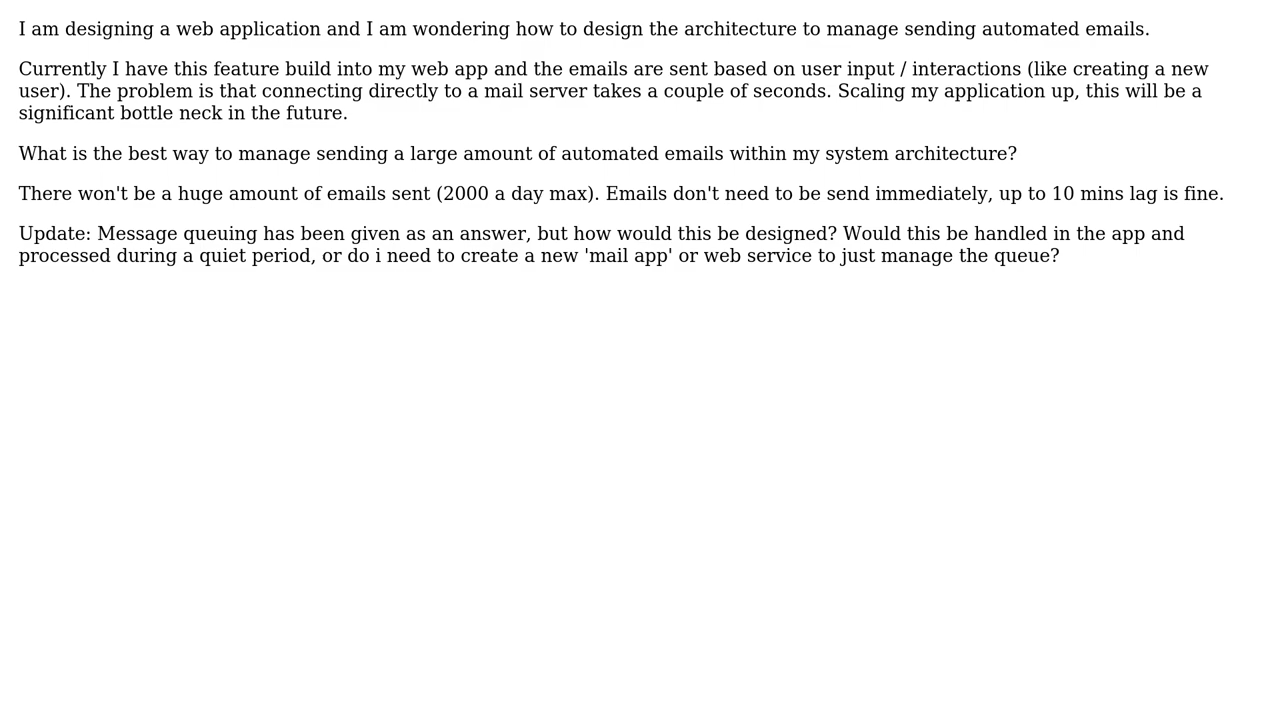 I am designing a web application and I am wondering how to design the architecture to manage sending automated emails.
Currently I have this feature build into my web app and the emails are sent based on user input / interactions (like creating a new
user). The problem is that connecting directly to a mail server takes a couple of seconds. Scaling my application up, this will be a
significant bottle neck in the future.
What is the best way to manage sending a large amount of automated emails within my system architecture?
There won't be a huge amount of emails sent (2000 a day max). Emails don't need to be send immediately, up to 10 mins lag is fine.
Update: Message queuing has been given as an answer, but how would this be designed? Would this be handled in the app and
processed during a quiet period, or do i need to create a new 'mail app' or web service to just manage the queue?